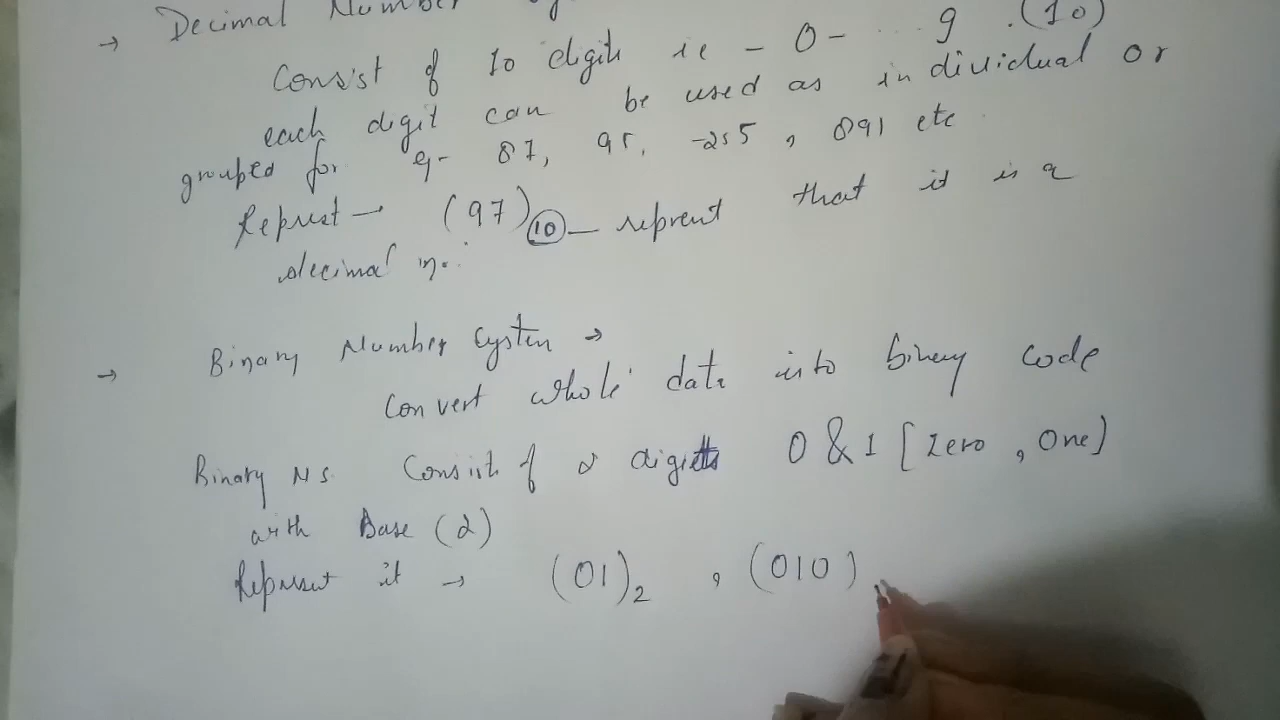 → Decimal Number
Consist of 10 digits ie - 0 - ... 9 . (10)
each digit can be used as individual or
grouped for eg- 87, 95, -255, 891 etc
Represt → (97)10 — reprent that it is a
decimal no.
→ Binary Number System →
Convert whole data into binary code
Binary N S. Consist of 2 digits 0 & 1 [Zero, One]
with Base (2)
Represent it → (01)2 , (010)